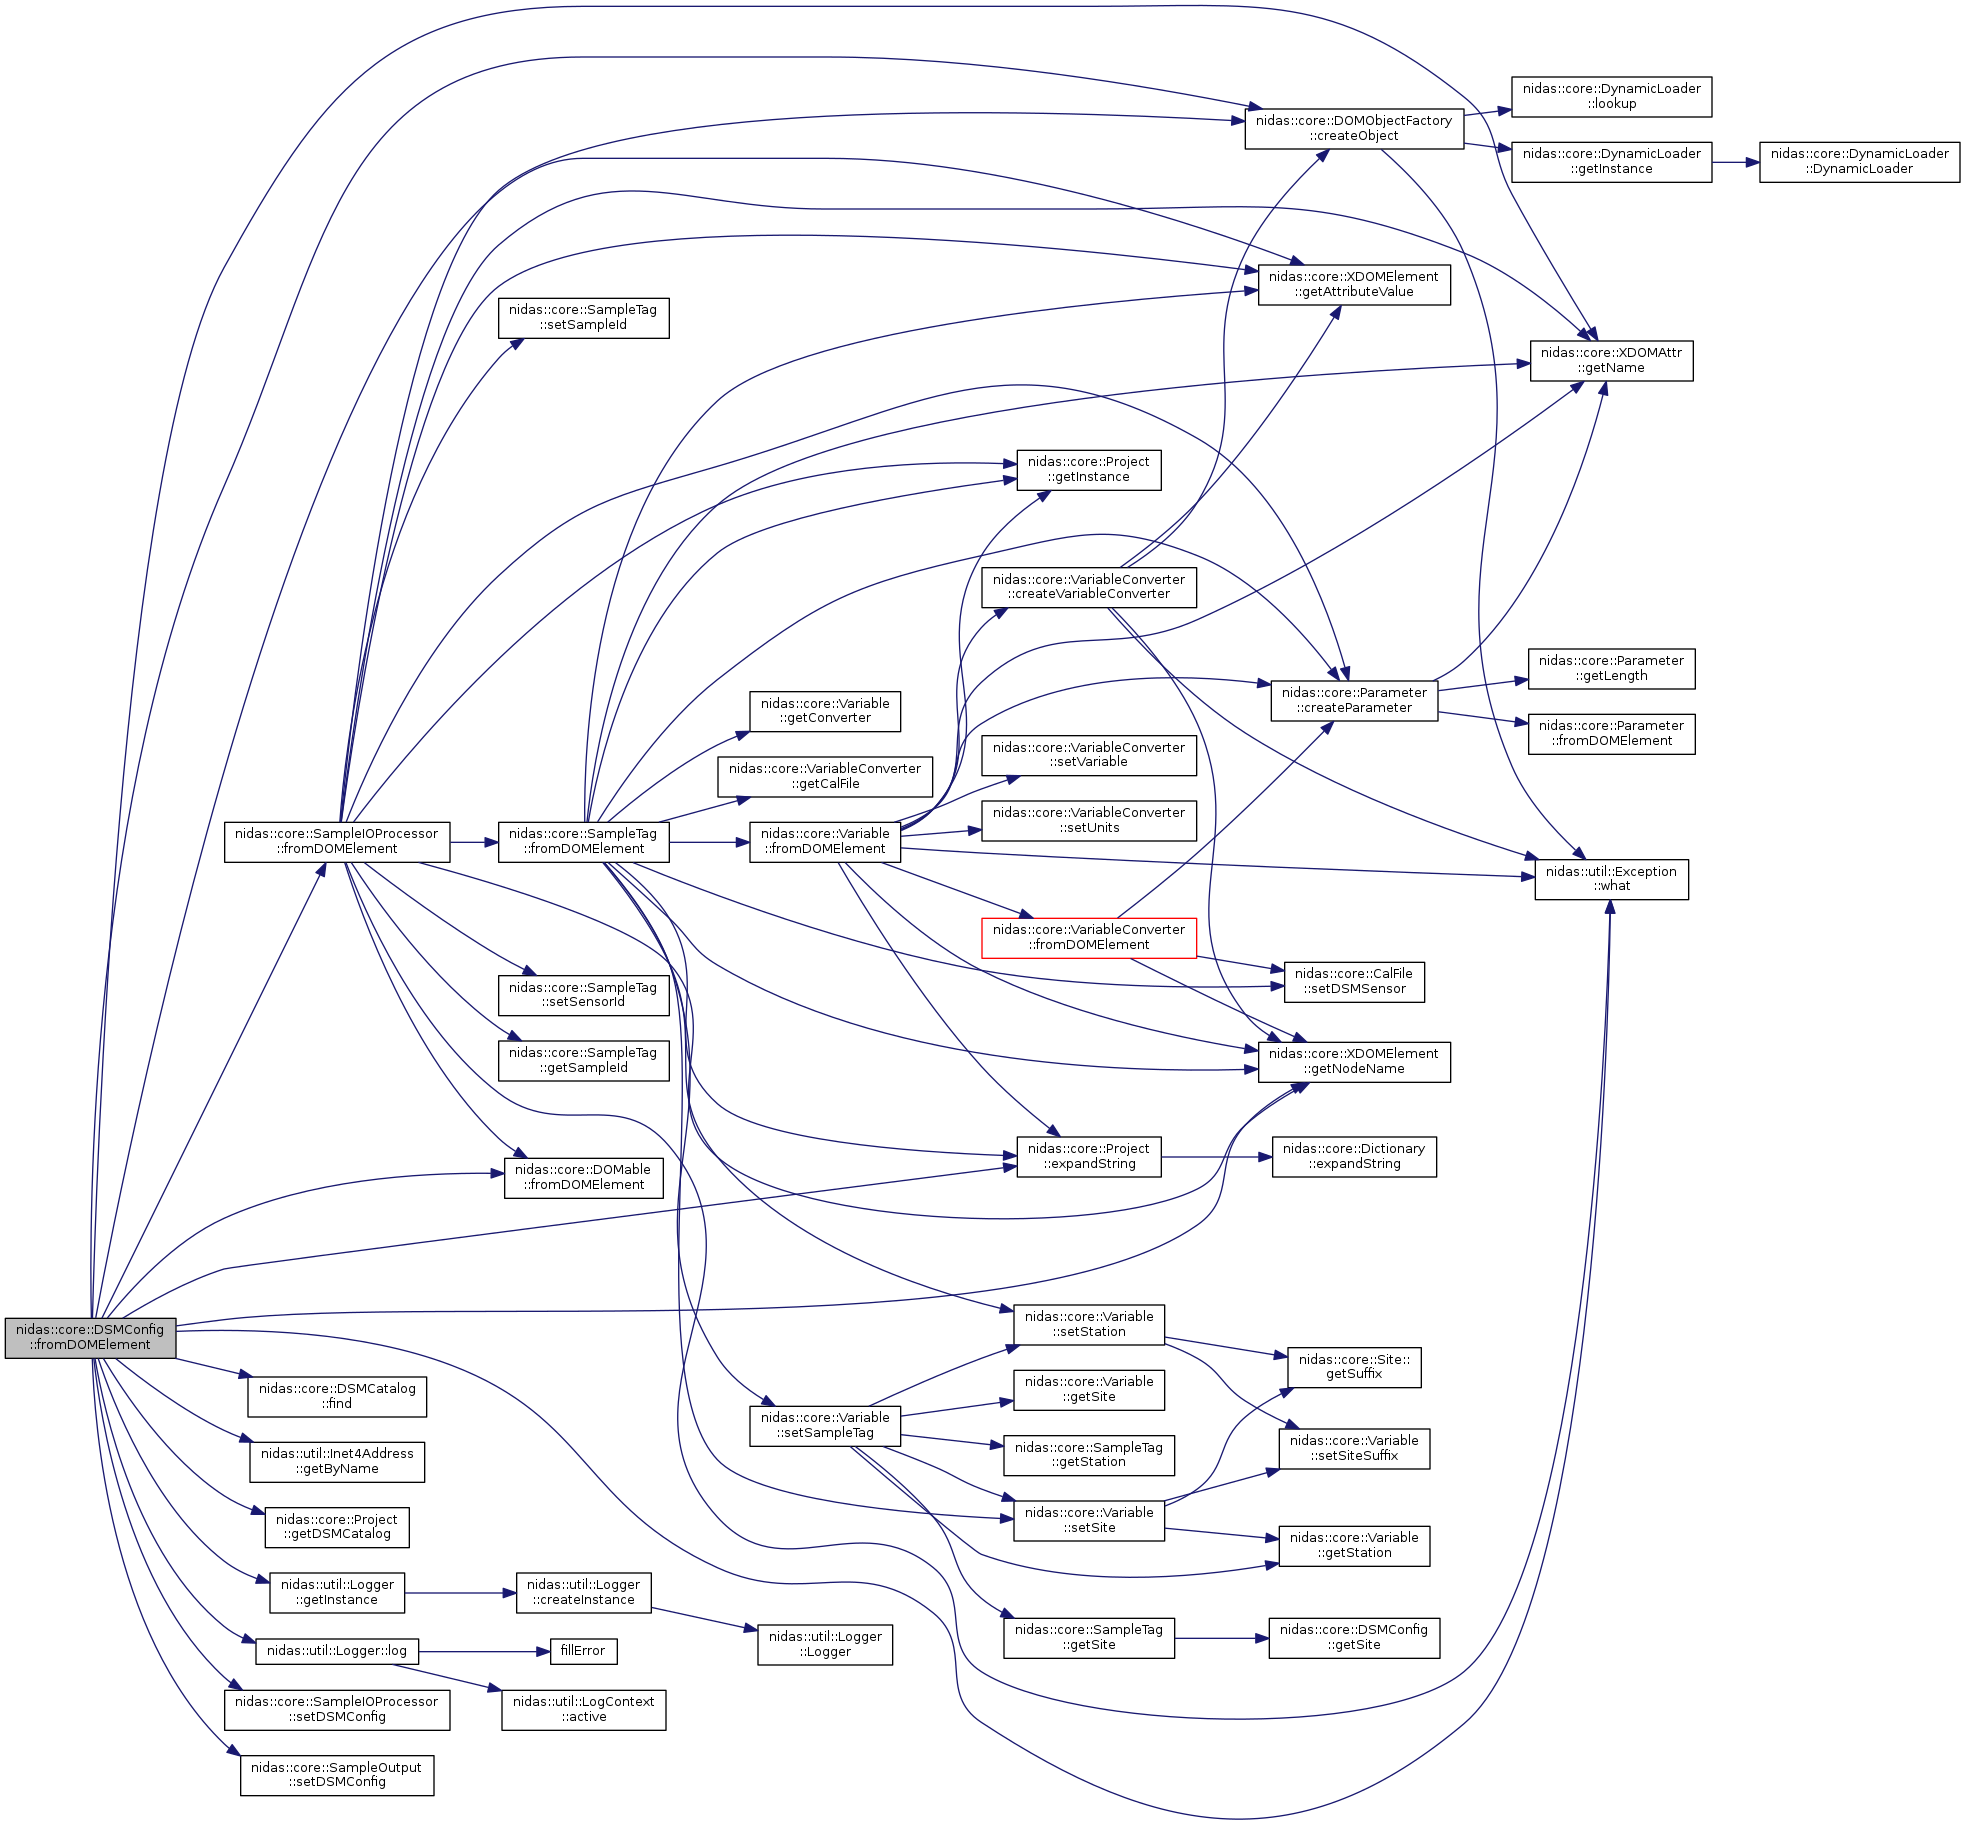 nidas::core::DynamicLoader
::lookup
nidas::core::DOMObjectFactory
::createObject
nidas::core::DynamicLoader
::getInstance
nidas::core::DynamicLoader
::DynamicLoader
nidas::core::XDOMElement
::getAttributeValue
nidas::core::SampleTag
::setSampleId
nidas::core::XDOMAttr
::getName
nidas::core::Project
::getInstance
nidas::core::VariableConverter
::createVariableConverter
nidas::core::Parameter
::getLength
nidas::core::Parameter
::createParameter
nidas::core::Variable
::getConverter
nidas::core::Parameter
::fromDOMElement
nidas::core::VariableConverter
::setVariable
nidas::core::VariableConverter
::getCalFile
nidas::core::VariableConverter
::setUnits
nidas::core::SampleIOProcessor
::fromDOMElement
nidas::core::SampleTag
::fromDOMElement
nidas::core::Variable
::fromDOMElement
nidas::util::Exception
::what
nidas::core::VariableConverter
::fromDOMElement
nidas::core::CalFile
::setDSMSensor
nidas::core::SampleTag
::setSensorId
nidas::core::SampleTag
::getSampleId
nidas::core::XDOMElement
::getNodeName
nidas::core::Project
::expandString
nidas::core::Dictionary
::expandString
nidas::core::DOMable
::fromDOMElement
nidas::core::DSMConfig
::fromDOMElement
nidas::core::Variable
::setStation
nidas::core::Site::
getSuffix
nidas::core::DSMCatalog
::find
nidas::core::Variable
::getSite
nidas::core::Variable
::setSampleTag
nidas::core::SampleTag
::getStation
nidas::core::Variable
::setSiteSuffix
nidas::util::Inet4Address
::getByName
nidas::core::Project
::getDSMCatalog
nidas::core::Variable
::setSite
nidas::core::Variable
::getStation
nidas::util::Logger
::getInstance
nidas::util::Logger
::createInstance
nidas::util::Logger
::Logger
nidas::core::SampleTag
::getSite
nidas::core::DSMConfig
::getSite
nidas::util::Logger::log
fillError
nidas::core::SampleIOProcessor
::setDSMConfig
nidas::util::LogContext
::active
nidas::core::SampleOutput
::setDSMConfig